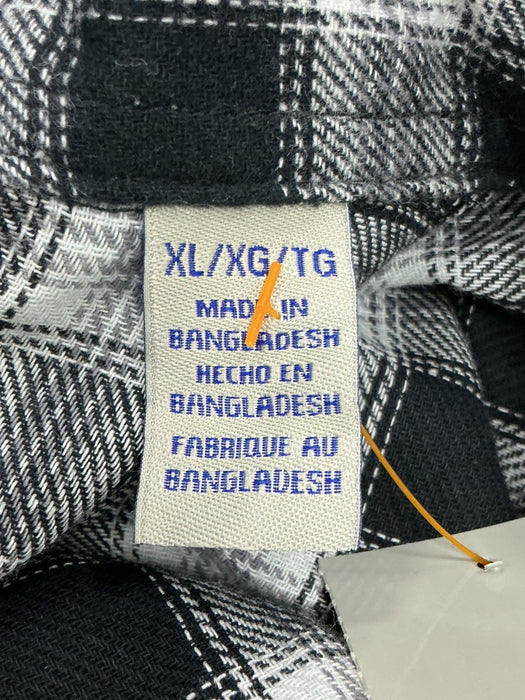 XL/XG/TG
MADE IN
BANGLADESH
HECHO EN
BANGLADESH
FABRIQUE AU
BANGLADESH